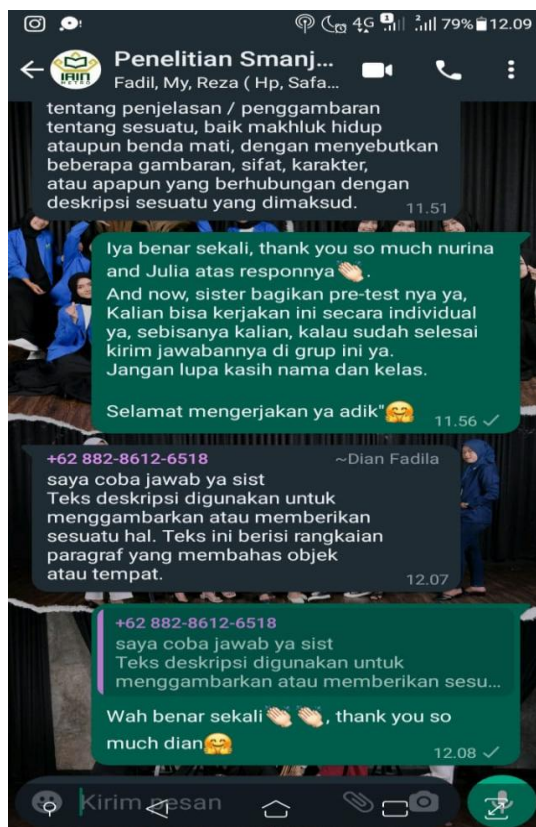 4G 79% 12.09
IAIN
METRO
Penelitian Smanj...
Fadil, My, Reza ( Hp, Safa...
tentang penjelasan / penggambaran
tentang sesuatu, baik makhluk hidup
ataupun benda mati, dengan menyebutkan
beberapa gambaran, sifat, karakter,
atau apapun yang berhubungan dengan
deskripsi sesuatu yang dimaksud.
11.51
Iya benar sekali, thank you so much nurina
and Julia atas responnya👏🏻.
And now, sister bagikan pre-test nya ya,
Kalian bisa kerjakan ini secara individual
ya, sebisanya kalian, kalau sudah selesai
kirim jawabannya di grup ini ya.
Jangan lupa kasih nama dan kelas.
Selamat mengerjakan ya adik"🤗
11.56
+62 882-8612-6518 ~Dian Fadila
saya coba jawab ya sist
Teks deskripsi digunakan untuk
menggambarkan atau memberikan
sesuatu hal. Teks ini berisi rangkaian
paragraf yang membahas objek
atau tempat.
12.07
+62 882-8612-6518
saya coba jawab ya sist
Teks deskripsi digunakan untuk
menggambarkan atau memberikan sesu...
Wah benar sekali👏🏻👏🏻, thank you so
much dian🤗
12.08
Kirim pesan